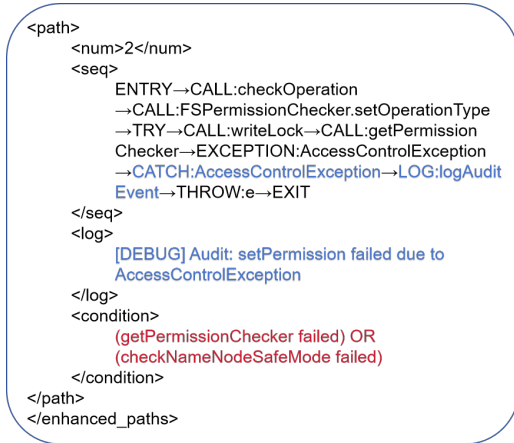 <path>
<num>2</num>
<seq>
ENTRY→CALL:checkOperation
→CALL:FSPermissionChecker.setOperationType
→TRY→CALL:writeLock→CALL:getPermission
Checker→EXCEPTION:AccessControlException
→CATCH:AccessControlException→LOG:logAudit
Event→THROW:e→EXIT
</seq>
<log>
[DEBUG] Audit: setPermission failed due to
AccessControlException
</log>
<condition>
(getPermissionChecker failed) OR
(checkNameNodeSafeMode failed)
</condition>
</path>
</enhanced_paths>